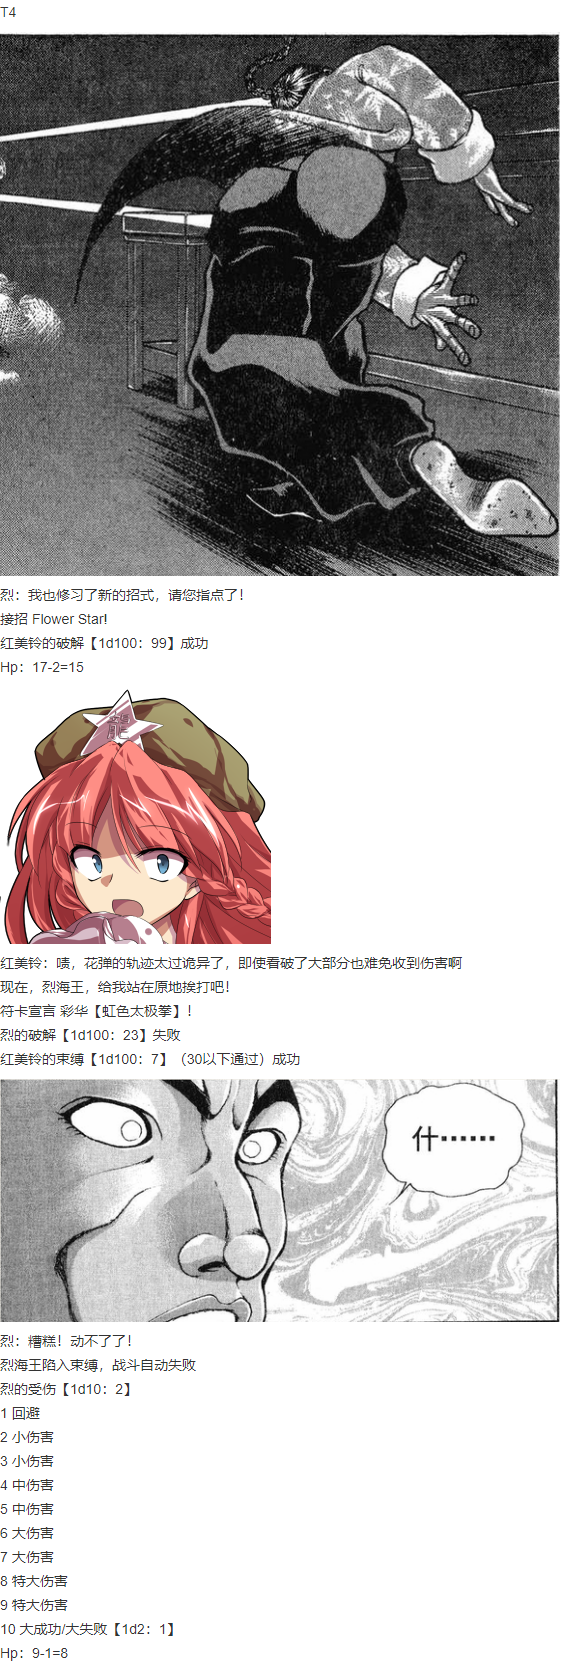 T4
烈：我也修习了新的招式，请您指点了！
接招 Flower Star!
红美铃的破解【1d100：99】成功
Hp：17-2=15
龍
红美铃：啧，花弹的轨迹太过诡异了，即使看破了大部分也难免收到伤害啊
现在，烈海王，给我站在原地挨打吧！
符卡宣言 彩华【虹色太极拳】！
烈的破解【1d100：23】失败
红美铃的束缚【1d100：7】（30以下通过）成功
什……
烈：糟糕！动不了了！
烈海王陷入束缚，战斗自动失败
烈的受伤【1d10：2】
1 回避
2 小伤害
3 小伤害
4 中伤害
5 中伤害
6 大伤害
7 大伤害
8 特大伤害
9 特大伤害
10 大成功/大失败【1d2：1】
Hp：9-1=8